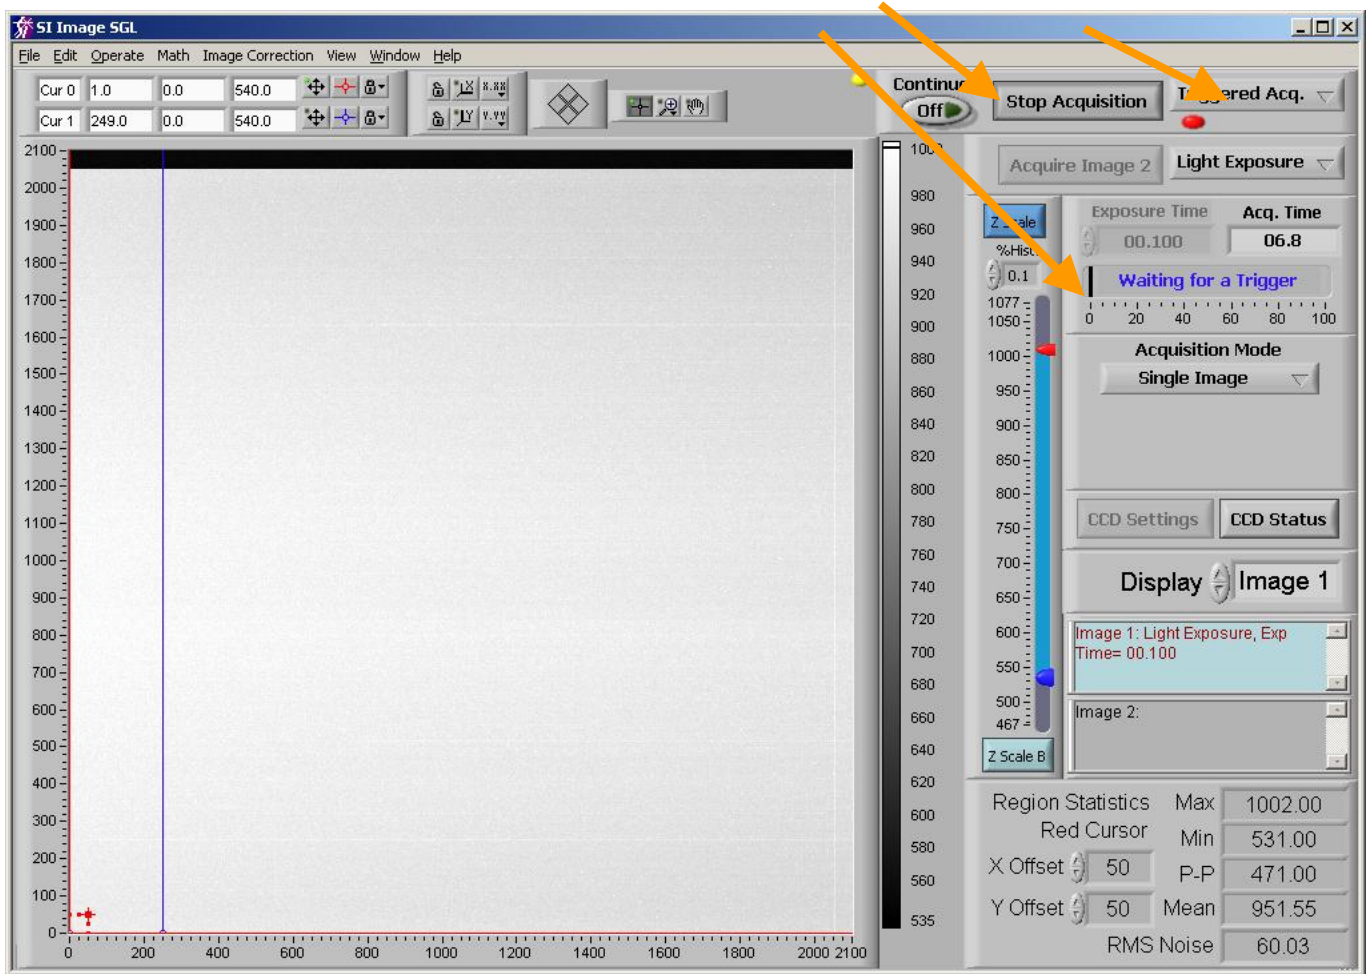 SI Image SGL
File Edit Operate Math Image Correction View Window Help
Cur 0 1.0 0.0 540.0
Cur 1 249.0 0.0 540.0
X X.XX
Y Y.YY
Off
Stop Acquisition
Acq.
Acquire Image 2
Light Exposure
2100
2000
1900
1800
1700
1600
1500
1400
1300
1200
1100
1000
900
800
700
600
500
400
300
200
100
0
0 200 400 600 800 1000 1200 1400 1600 1800 2000 2100
980
960
940
920
900
880
860
840
820
800
780
760
740
720
700
680
660
640
620
600
580
560
535
Exposure Time Acq. Time
00.100 06.8
0.1
Waiting for a Trigger
0 20 40 60 80 100
1077
1050
1000
950
900
850
800
750
700
650
600
550
500
467
Z Scale B
Acquisition Mode
Single Image
CCD Settings CCD Status
Display Image 1
Image 1: Light Exposure, Exp
Time= 00.100
Image 2:
Region Statistics Max 1002.00
Red Cursor Min 531.00
X Offset 50 P-P 471.00
Y Offset 50 Mean 951.55
RMS Noise 60.03